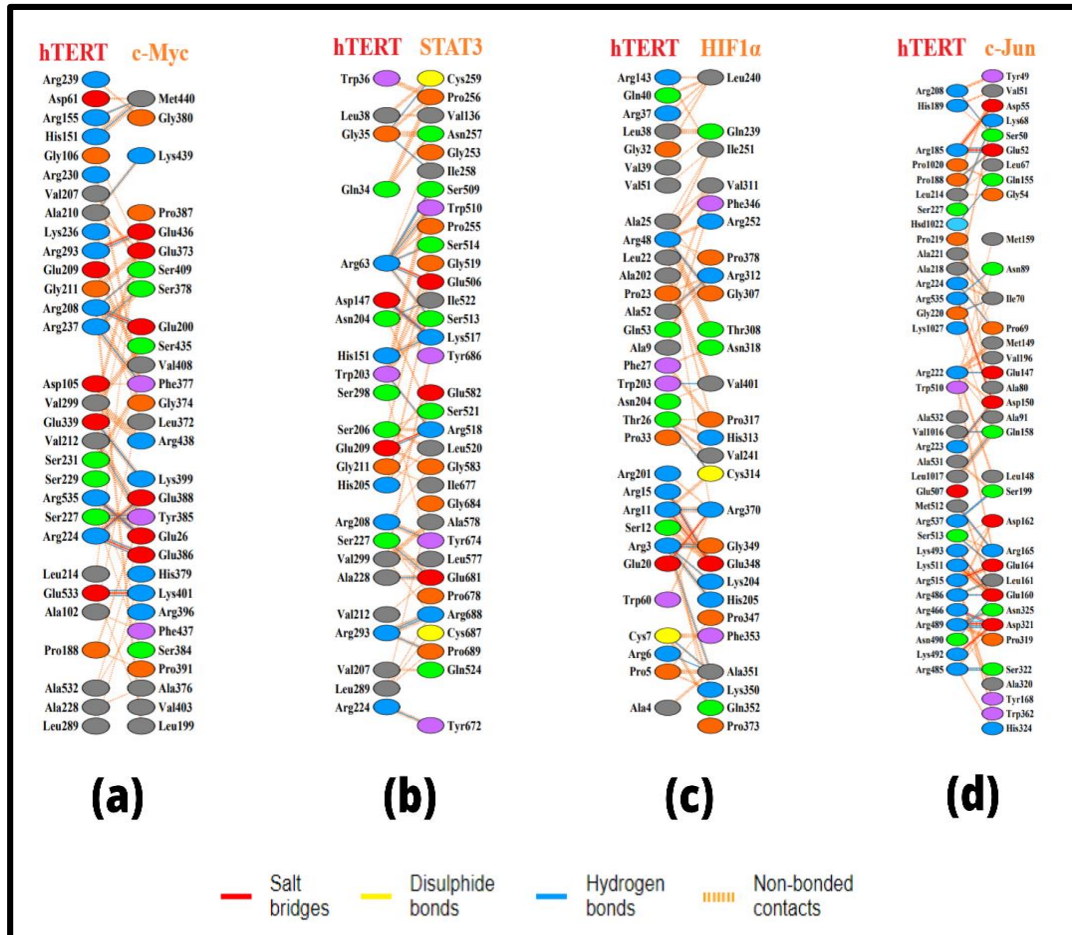 hTERT c-Myc
Arg239
Asp61
Arg155
His151
Gly106
Arg230
Val207
Ala210
Lys236
Arg293
Glu209
Gly211
Arg208
Arg237
Asp105
Val299
Glu339
Val212
Ser231
Ser229
Arg535
Ser227
Arg224
Leu214
Glu533
Ala102
Pro188
Ala532
Ala228
Leu289
Met440
Gly380
Lys439
Pro387
Glu436
Glu373
Ser409
Ser378
Glu200
Ser435
Val408
Phe377
Gly374
Leu372
Arg438
Lys399
Glu388
Tyr385
Glu26
Glu386
His379
Lys401
Arg396
Phe437
Ser384
Pro391
Ala376
Val403
Leu199
(a)
hTERT STAT3
Trp36
Leu38
Gly35
Gln34
Arg63
Asp147
Asn204
His151
Trp203
Ser298
Ser206
Glu209
Gly211
His205
Arg208
Ser227
Val299
Ala228
Val212
Arg293
Val207
Leu289
Arg224
Cys259
Pro256
Val136
Asn257
Gly253
Ile258
Ser509
Trp510
Pro255
Ser514
Gly519
Glu506
Ile522
Ser513
Lys517
Tyr686
Glu582
Ser521
Arg518
Leu520
Gly583
Ile677
Gly684
Ala578
Tyr674
Leu577
Glu681
Pro678
Arg688
Cys687
Pro689
Gln524
Tyr672
(b)
hTERT HIF1α
Arg143
Gln40
Arg37
Leu38
Gly32
Val39
Val51
Ala25
Arg48
Leu22
Ala202
Pro23
Ala52
Gln53
Ala9
Phe27
Trp203
Asn204
Thr26
Pro33
Arg201
Arg15
Arg11
Ser12
Arg3
Glu20
Trp60
Cys7
Arg6
Pro5
Ala4
Leu240
Gln239
Ile251
Val311
Phe346
Arg252
Pro378
Arg312
Gly307
Thr308
Asn318
Val401
Pro317
His313
Val241
Cys314
Arg370
Gly349
Glu348
Lys204
His205
Pro347
Phe353
Ala351
Lys350
Gln352
Pro373
(c)
hTERT c-Jun
Arg208
His189
Arg185
Pro1020
Pro188
Leu214
Ser227
Hsd1022
Pro219
Ala221
Ala218
Arg224
Arg535
Gly220
Lys1027
Arg222
Trp510
Ala532
Val1016
Arg223
Ala531
Leu1017
Glu507
Met512
Arg537
Ser513
Lys493
Lys511
Arg515
Arg486
Arg466
Arg489
Asn490
Lys492
Arg485
Tyr49
Val51
Asp55
Lys68
Ser50
Glu52
Leu67
Gln155
Gly54
Met159
Asn89
Ile70
Pro69
Met149
Val196
Glu147
Ala80
Asp150
Ala91
Gln158
Leu148
Ser199
Asp162
Arg165
Glu164
Leu161
Glu160
Asn325
Asp321
Pro319
Ser322
Ala320
Tyr168
Trp362
His324
(d)
Salt bridges
Disulphide bonds
Hydrogen bonds
Non-bonded contacts